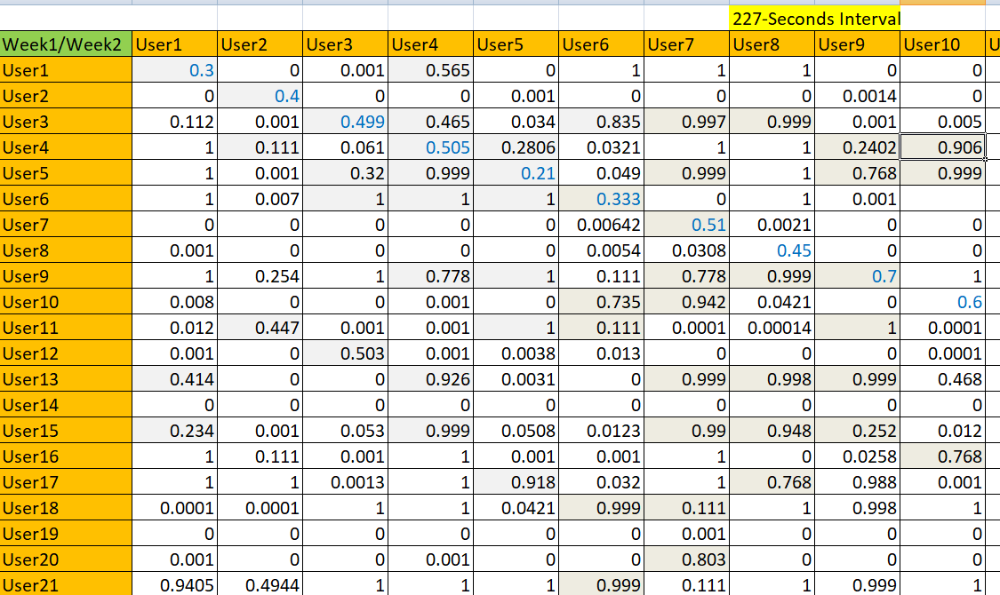 227-Seconds Interval
Week1/Week2 User1 User2 User3 User4 User5 User6 User7 User8 User9 User10 U
User1 0.3 0 0.001 0.565 0 1 1 1 0 0
User2 0 0.4 0 0 0.001 0 0 0 0.0014 0
User3 0.112 0.001 0.499 0.465 0.034 0.835 0.997 0.999 0.001 0.005
User4 1 0.111 0.061 0.505 0.2806 0.0321 1 1 0.2402 0.906
User5 1 0.001 0.32 0.999 0.21 0.049 0.999 1 0.768 0.999
User6 1 0.007 1 1 1 0.333 0 1 0.001
User7 0 0 0 0 0 0.00642 0.51 0.0021 0 0
User8 0.001 0 0 0 0 0.0054 0.0308 0.45 0 0
User9 1 0.254 1 0.778 1 0.111 0.778 0.999 0.7 1
User10 0.008 0 0 0.001 0 0.735 0.942 0.0421 0 0.6
User11 0.012 0.447 0.001 0.001 1 0.111 0.0001 0.00014 1 0.0001
User12 0.001 0 0.503 0.001 0.0038 0.013 0 0 0 0.0001
User13 0.414 0 0 0.926 0.0031 0 0.999 0.998 0.999 0.468
User14 0 0 0 0 0 0 0 0 0 0
User15 0.234 0.001 0.053 0.999 0.0508 0.0123 0.99 0.948 0.252 0.012
User16 1 0.111 0.001 1 0.001 0.001 1 0 0.0258 0.768
User17 1 1 0.0013 1 0.918 0.032 1 0.768 0.988 0.001
User18 0.0001 0.0001 1 1 0.0421 0.999 0.111 1 0.998 1
User19 0 0 0 0 0 0 0.001 0 0 0
User20 0.001 0 0 0.001 0 0 0.803 0 0 0
User21 0.9405 0.4944 1 1 1 0.999 0.111 1 0.999 1